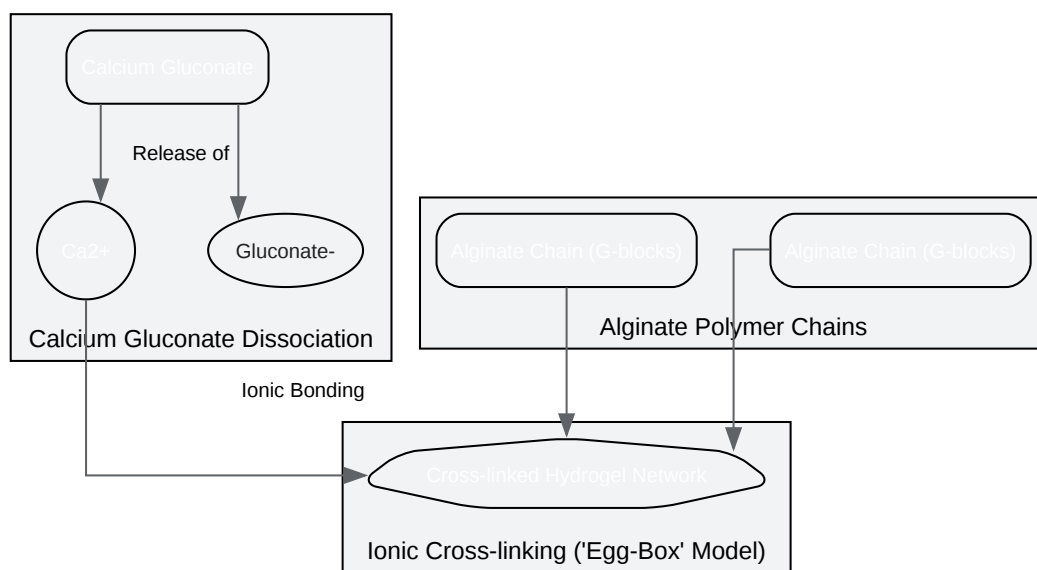 Calcium Gluconate
Release of
Ca2+
Gluconate-
Calcium Gluconate Dissociation
Alginate Chain (G-blocks)
Alginate Chain (G-blocks)
Alginate Polymer Chains
Ionic Bonding
Cross-linked Hydrogel Network
Ionic Cross-linking ('Egg-Box' Model)